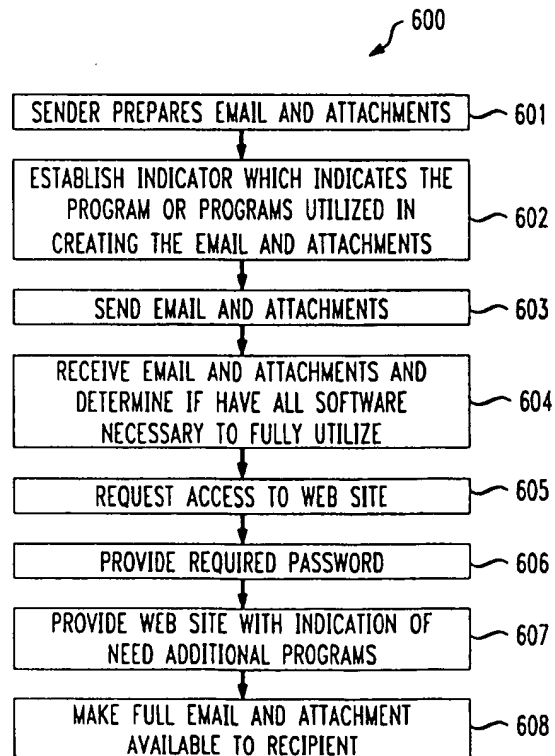 600
SENDER PREPARES EMAIL AND ATTACHMENTS
601
ESTABLISH INDICATOR WHICH INDICATES THE
PROGRAM OR PROGRAMS UTILIZED IN
CREATING THE EMAIL AND ATTACHMENTS
602
SEND EMAIL AND ATTACHMENTS
603
RECEIVE EMAIL AND ATTACHMENTS AND
DETERMINE IF HAVE ALL SOFTWARE
NECESSARY TO FULLY UTILIZE
604
REQUEST ACCESS TO WEB SITE
605
PROVIDE REQUIRED PASSWORD
606
PROVIDE WEB SITE WITH INDICATION OF
NEED ADDITIONAL PROGRAMS
607
MAKE FULL EMAIL AND ATTACHMENT
AVAILABLE TO RECIPIENT
608